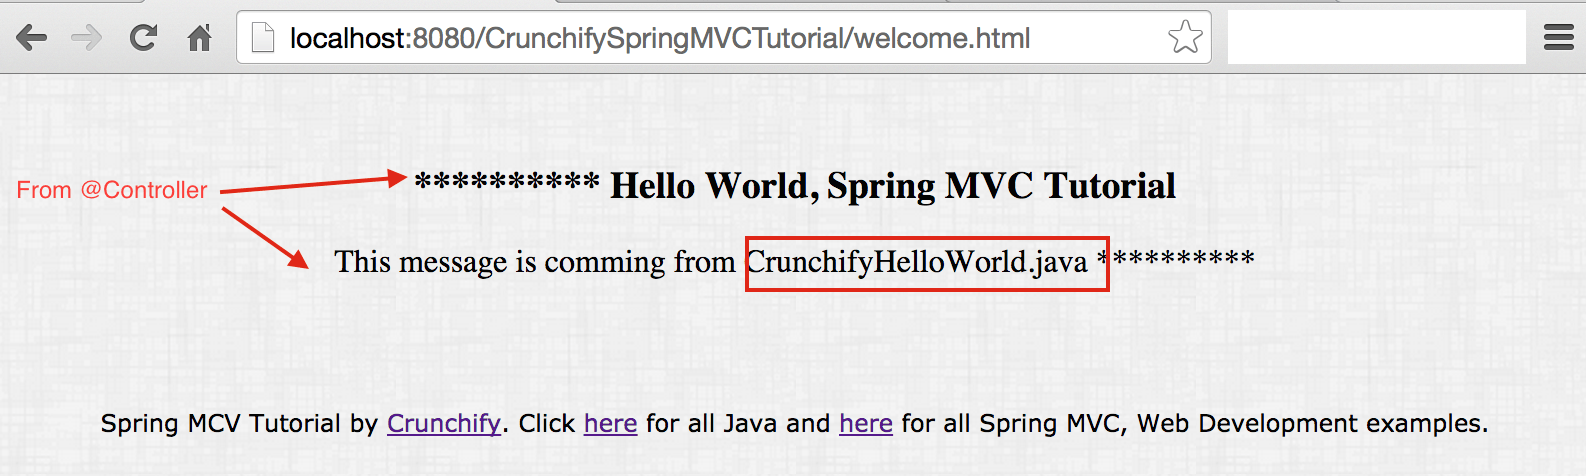 localhost:8080/CrunchifySpringMVCTutorial/welcome.html
From @Controller
********** Hello World, Spring MVC Tutorial
This message is comming from CrunchifyHelloWorld.java **********
Spring MCV Tutorial by Crunchify. Click here for all Java and here for all Spring MVC, Web Development examples.